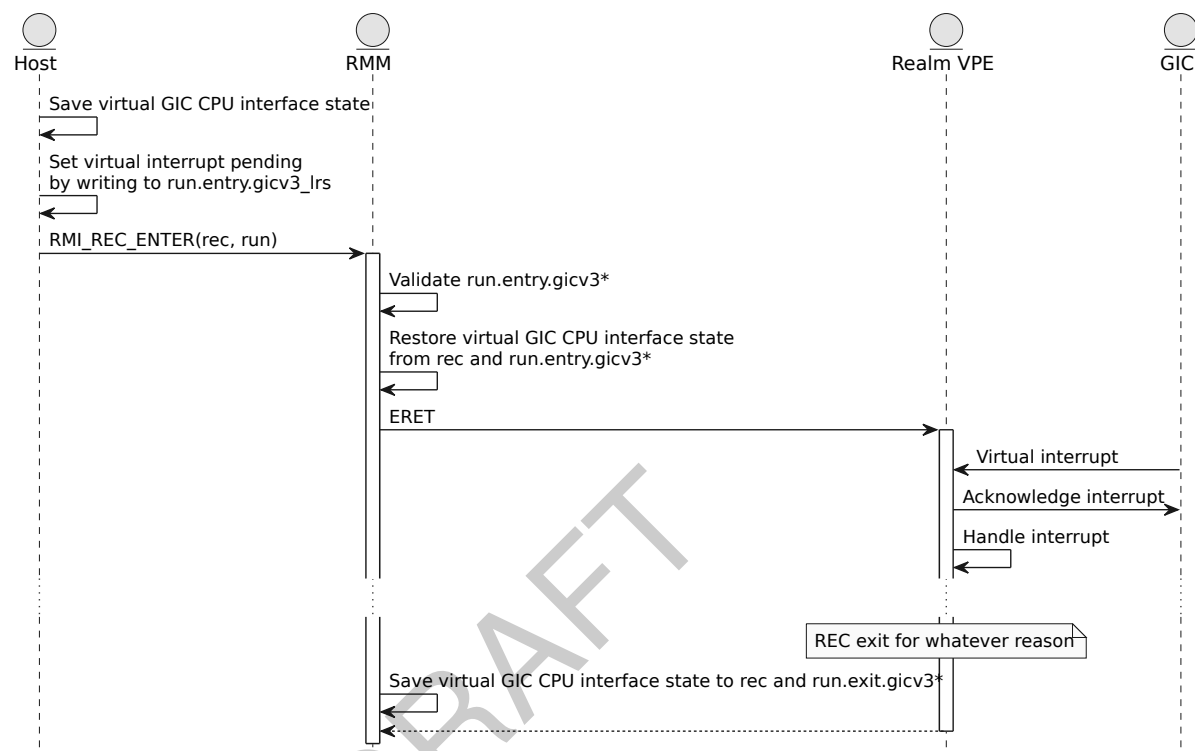 Host
RMM
Realm VPE
GIC
Save virtual GIC CPU interface state
Set virtual interrupt pending
by writing to run.entry.gicv3_lrs
RMI_REC_ENTER(rec, run)
Validate run.entry.gicv3*
Restore virtual GIC CPU interface state
from rec and run.entry.gicv3*
ERET
Virtual interrupt
Acknowledge interrupt
Handle interrupt
REC exit for whatever reason
Save virtual GIC CPU interface state to rec and run.exit.gicv3*
DRAFT